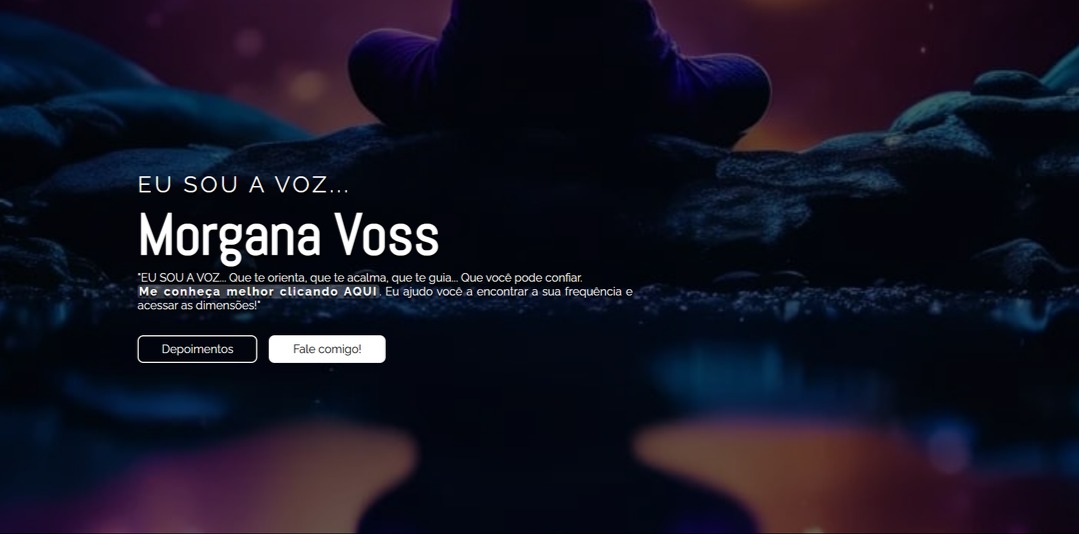 EU SOU A VOZ...
Morgana Voss
"EU SOU A VOZ... Que te orienta, que te acalma, que te guia... Que você pode confiar.
Me conheça melhor clicando AQUI. Eu ajudo você a encontrar a sua frequência e
acessar as dimensões!"
Depoimentos
Fale comigo!